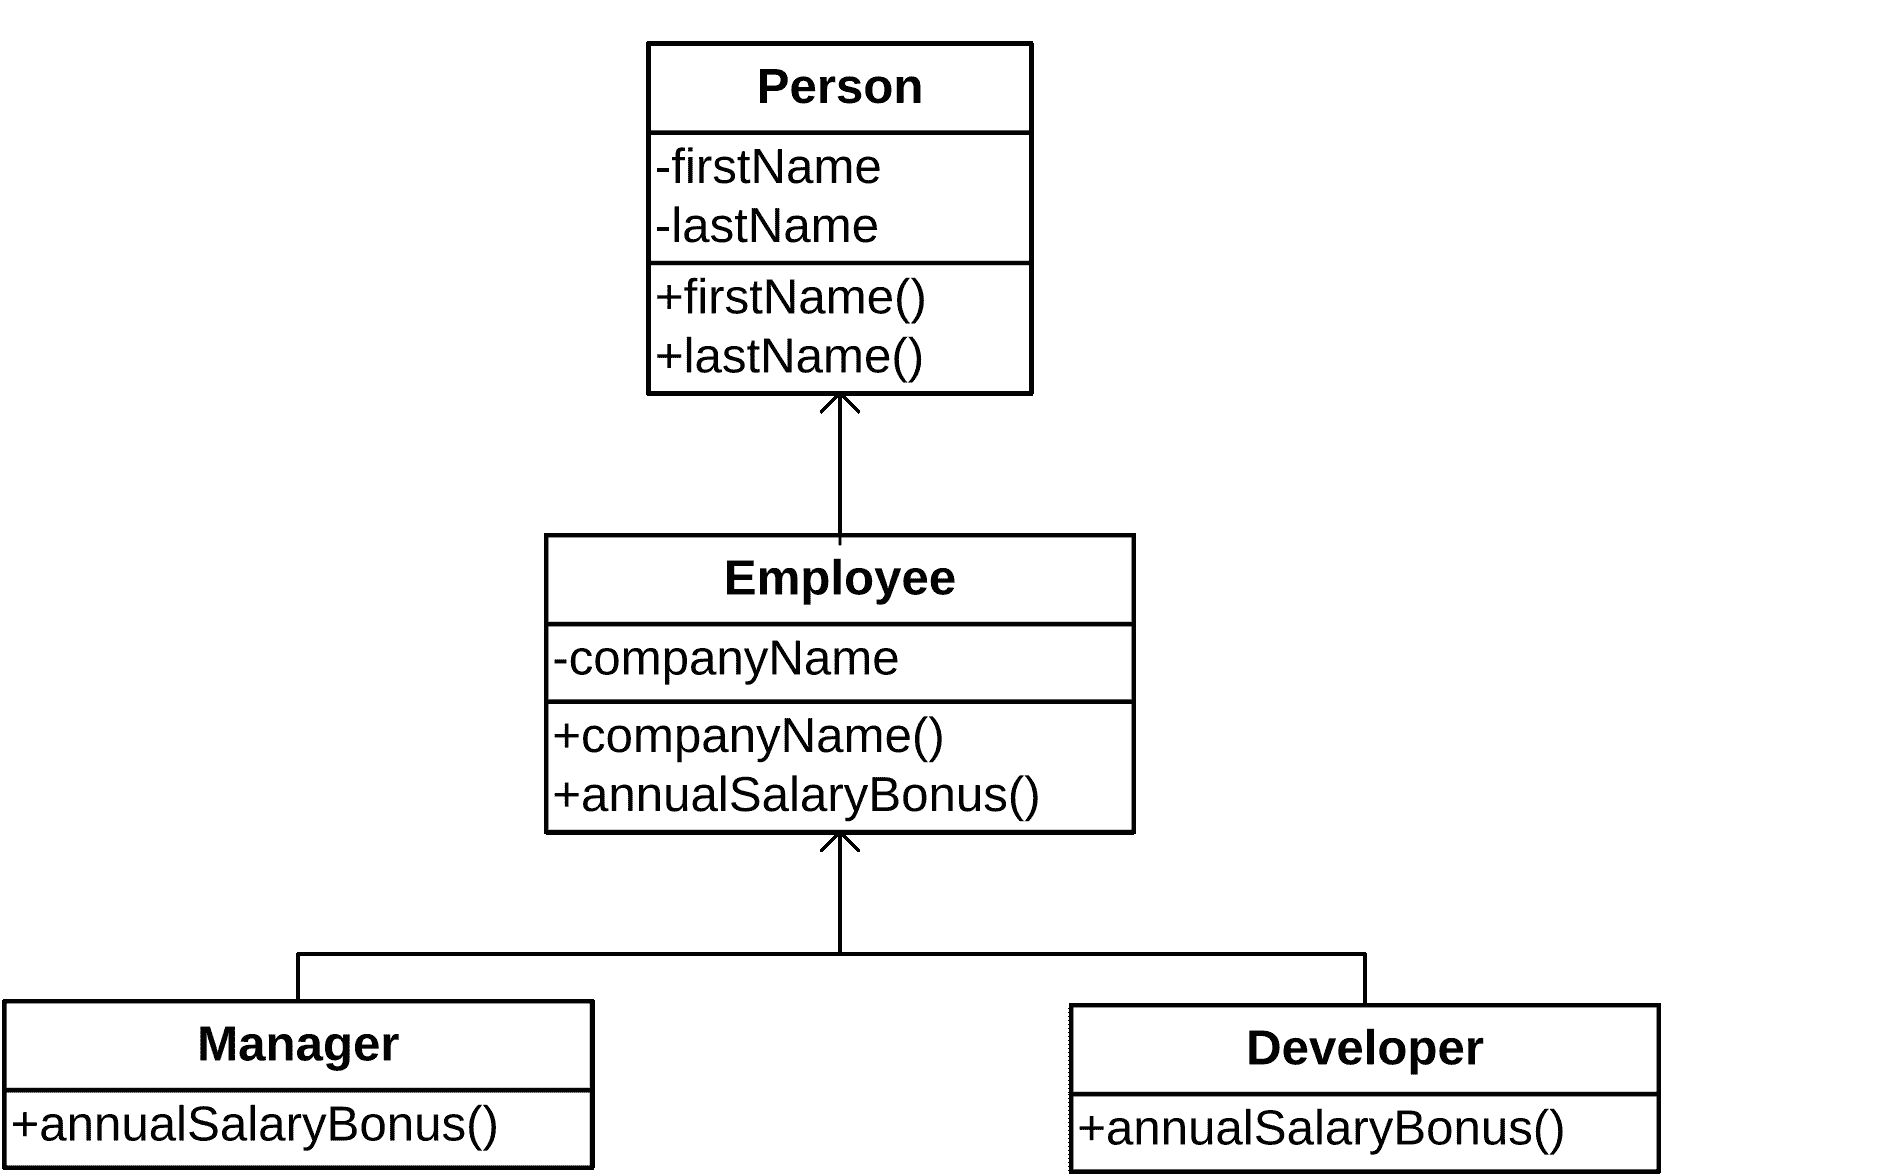 Person
-firstName
-lastName
+firstName()
+lastName()
Employee
-companyName
+companyName()
+annualSalaryBonus()
Manager
+annualSalaryBonus()
Developer
+annualSalaryBonus()